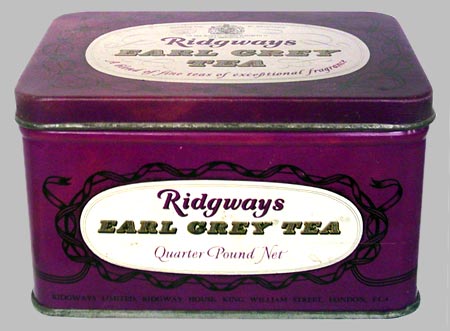 Ridgways
EARL GREY
TEA
A blend of fine teas of exceptional fragrance
Ridgways
EARL GREY TEA
Quarter Pound Net
RIDGWAYS LIMITED, RIDGWAY HOUSE, KING WILLIAM STREET, LONDON, E.C.4